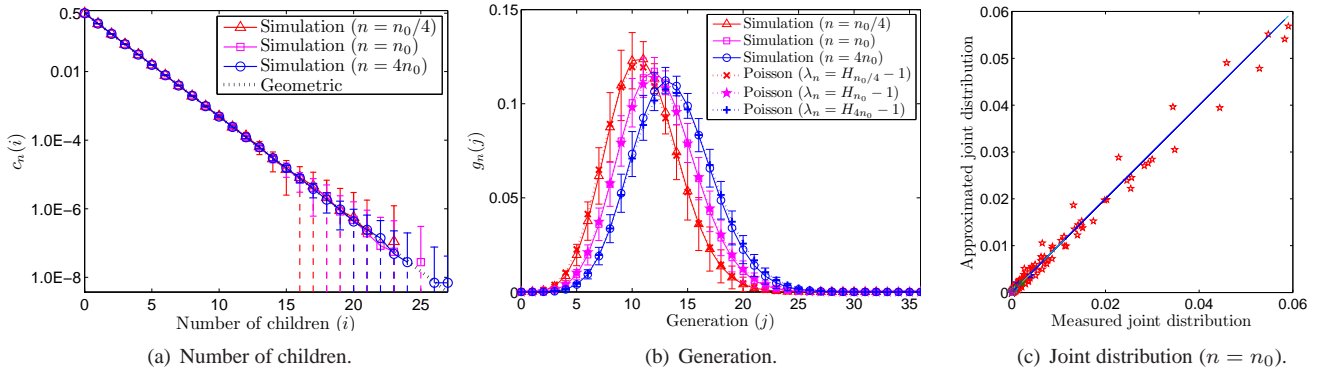 0.5
0.01
1.0E−4
1.0E−6
1.0E−8
c_n(i)
0 5 10 15 20 25
Number of children (i)
Simulation (n = n_0/4)
Simulation (n = n_0)
Simulation (n = 4n_0)
Geometric
(a) Number of children.
0.15
0.1
0.05
0
g_n(j)
0 5 10 15 20 25 30 35
Generation (j)
Simulation (n = n_0/4)
Simulation (n = n_0)
Simulation (n = 4n_0)
Poisson (λ_n = H_{n_0/4} − 1)
Poisson (λ_n = H_{n_0} − 1)
Poisson (λ_n = H_{4n_0} − 1)
(b) Generation.
0.06
0.05
0.04
0.03
0.02
0.01
0
Approximated joint distribution
0 0.02 0.04 0.06
Measured joint distribution
(c) Joint distribution (n = n_0).